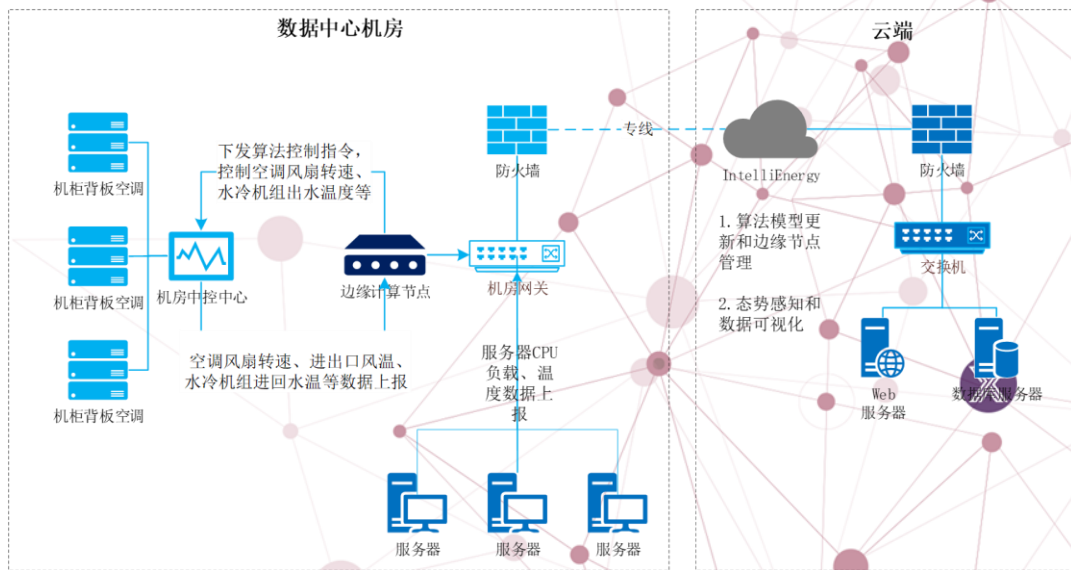 数据中心机房
云端
专线
防火墙
IntelliEnergy
防火墙
下发算法控制指令，
控制空调风扇转速、
水冷机组出水温度等
机柜背板空调
机柜背板空调
机柜背板空调
机房中控中心
边缘计算节点
机房网关
1.算法模型更
新和边缘节点
管理
2.态势感知和
数据可视化
交换机
空调风扇转速、进出口风温、
水冷机组进回水温等数据上报
服务器CPU
负载、温
度数据上
报
Web
服务器
数据库服务器
服务器
服务器
服务器